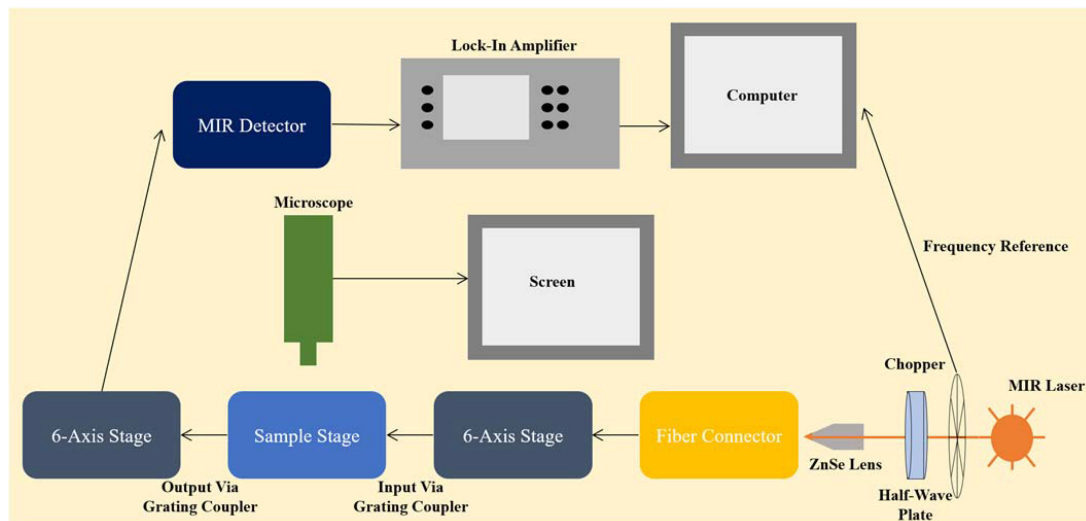 Lock-In Amplifier
MIR Detector
Computer
Microscope
Screen
Frequency Reference
Chopper
MIR Laser
6-Axis Stage
Sample Stage
6-Axis Stage
Fiber Connector
ZnSe Lens
Output Via
Grating Coupler
Input Via
Grating Coupler
Half-Wave
Plate